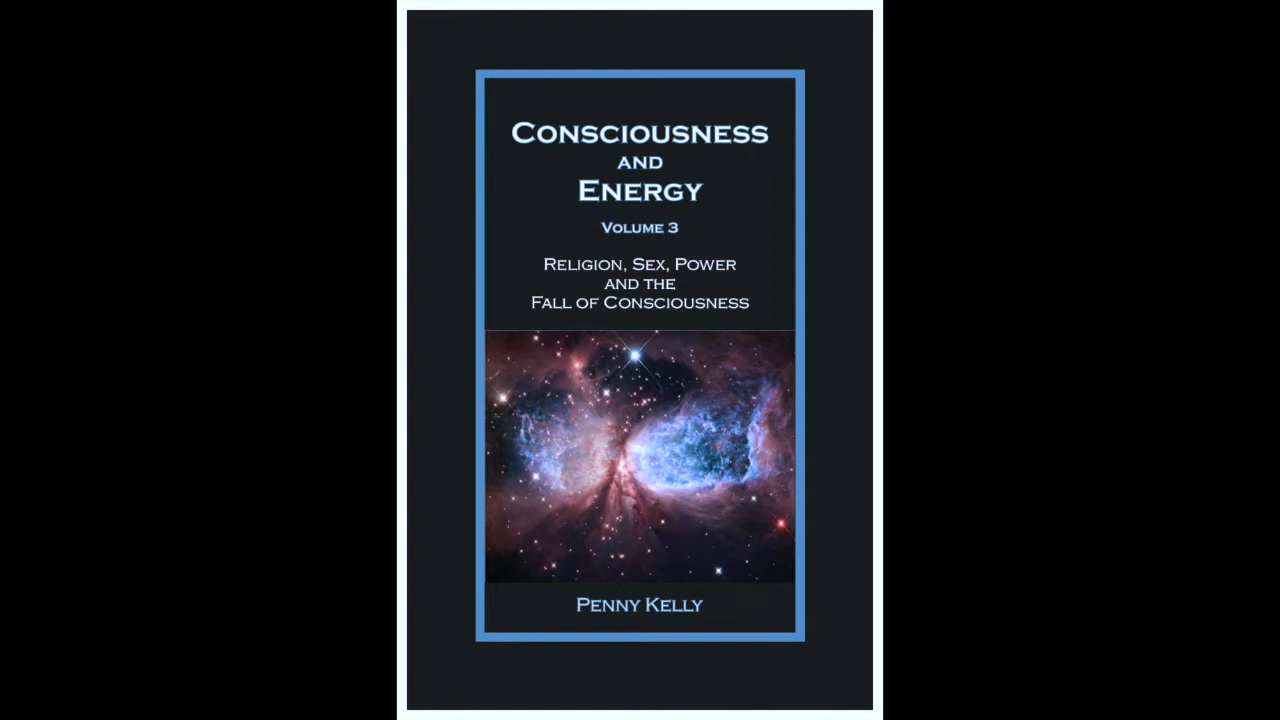 CONSCIOUSNESS
AND
ENERGY
VOLUME 3
RELIGION, SEX, POWER
AND THE
FALL OF CONSCIOUSNESS
PENNY KELLY